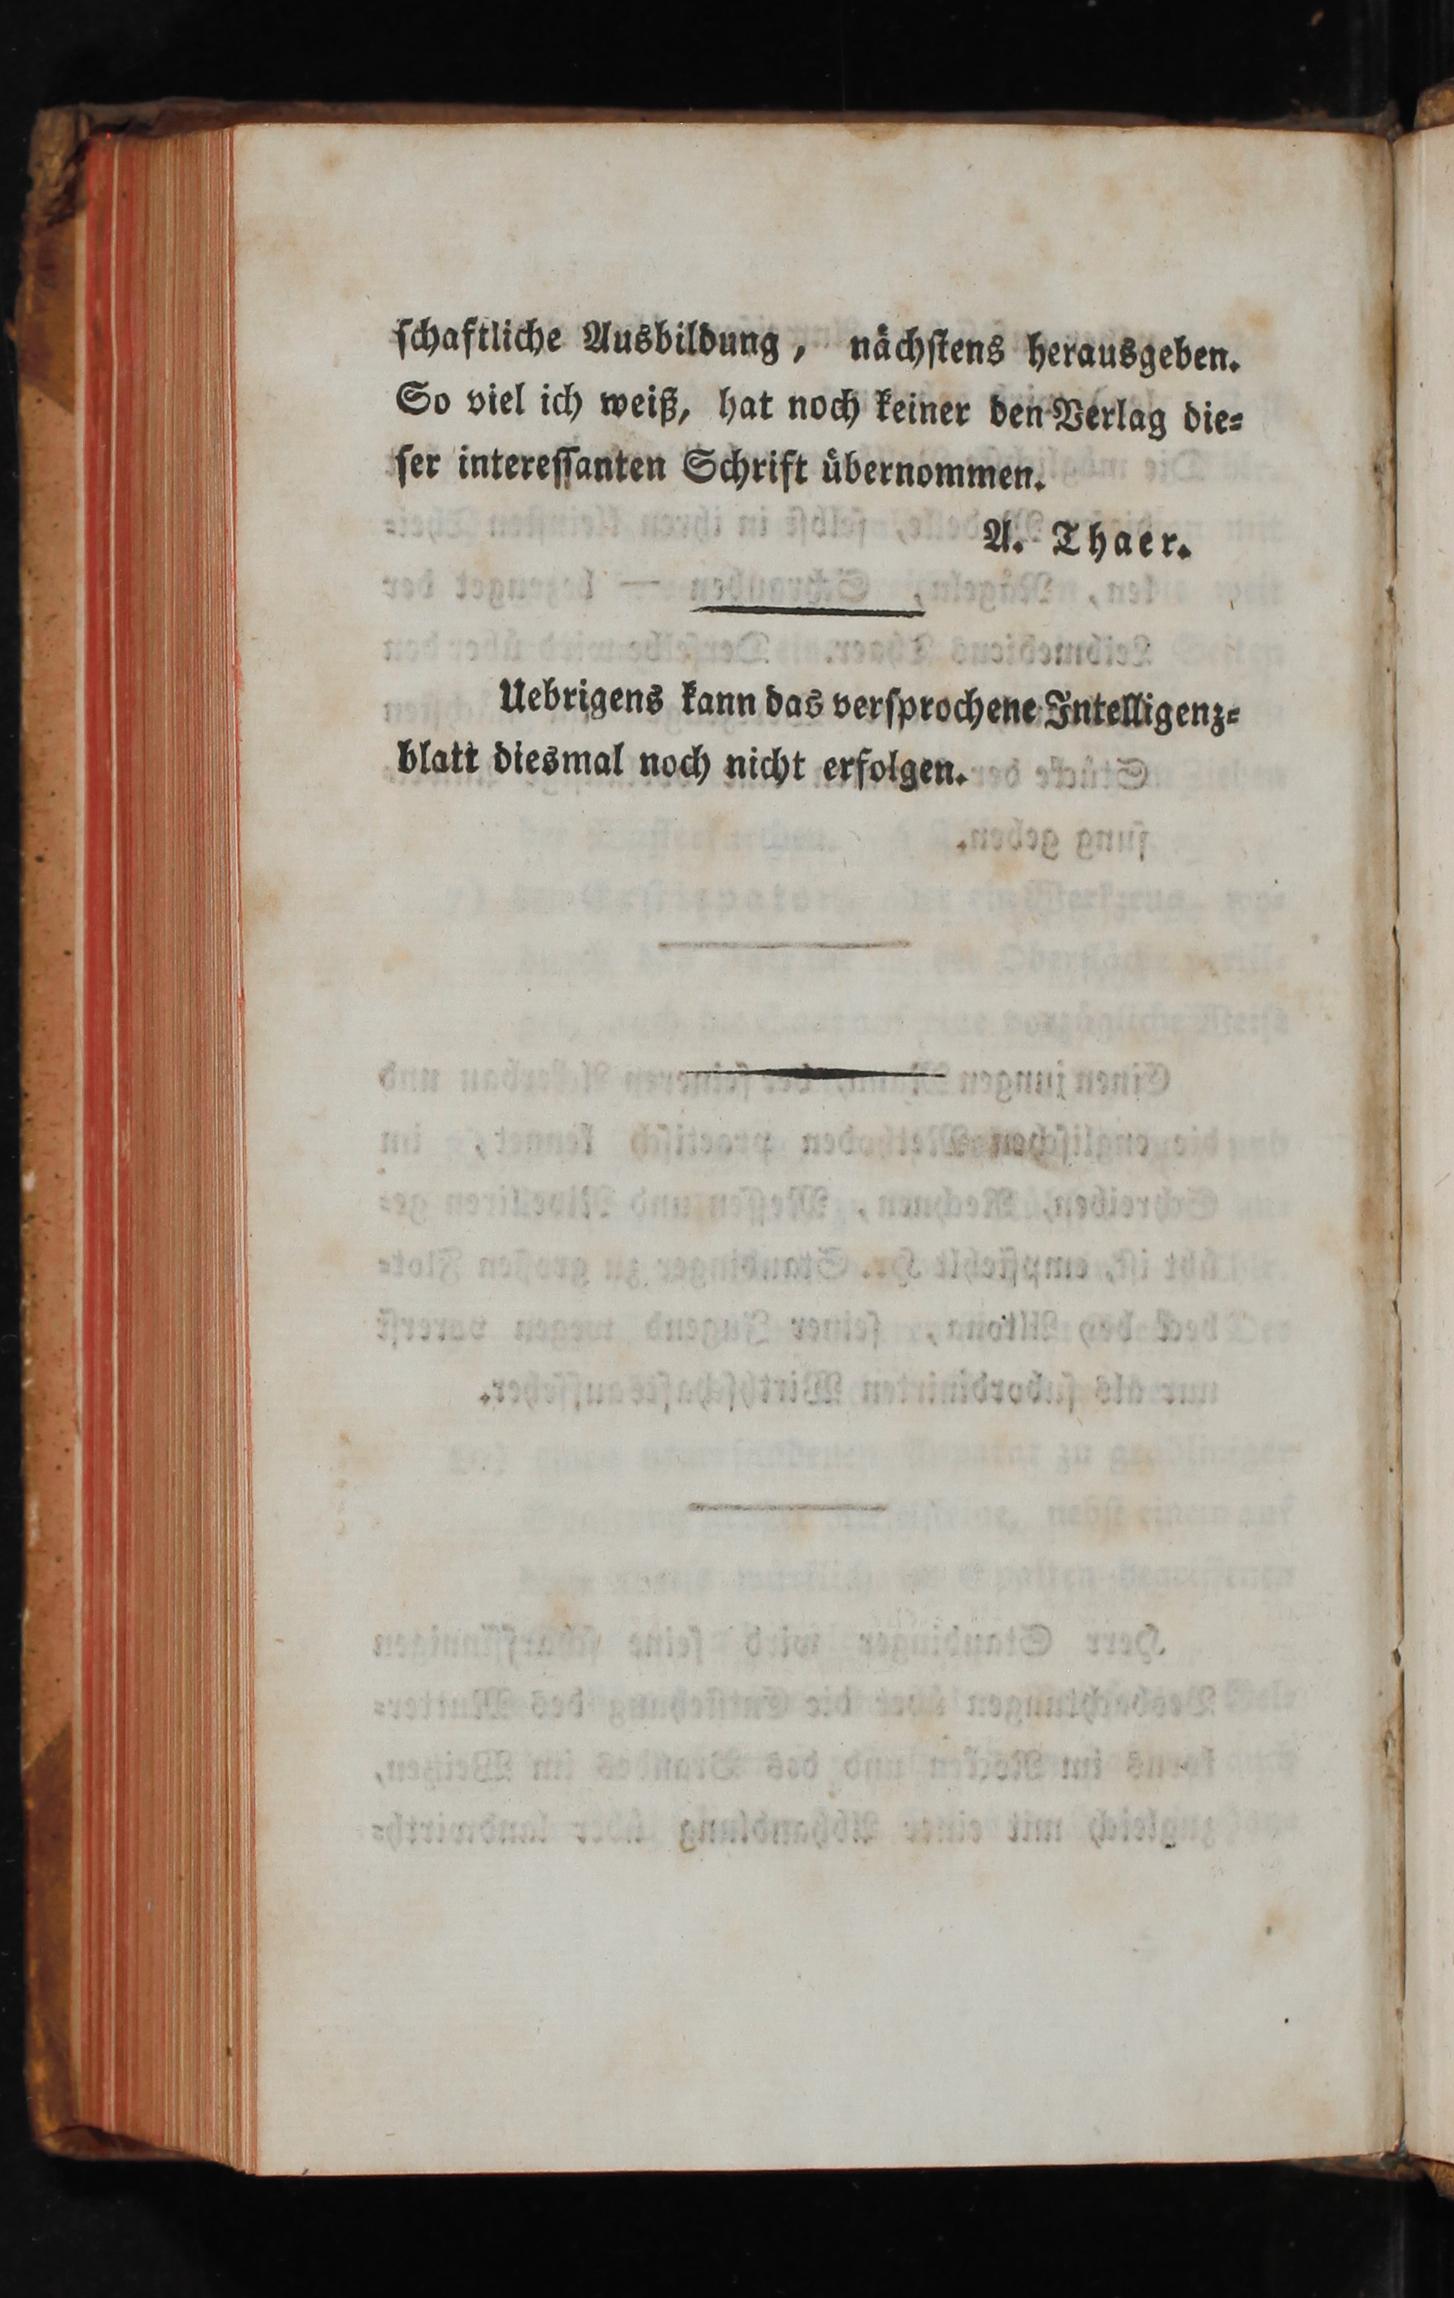 ſchaftliche Ausbildung, nächſtens herausgeben.
So viel ich weiß, hat noch keiner den Verlag die⸗
ſer intereſſanten Schrift übernommen.
A. Thaer.
Uebrigens kann das verſprochene Intelligenz⸗
blatt diesmal noch nicht erfolgen.